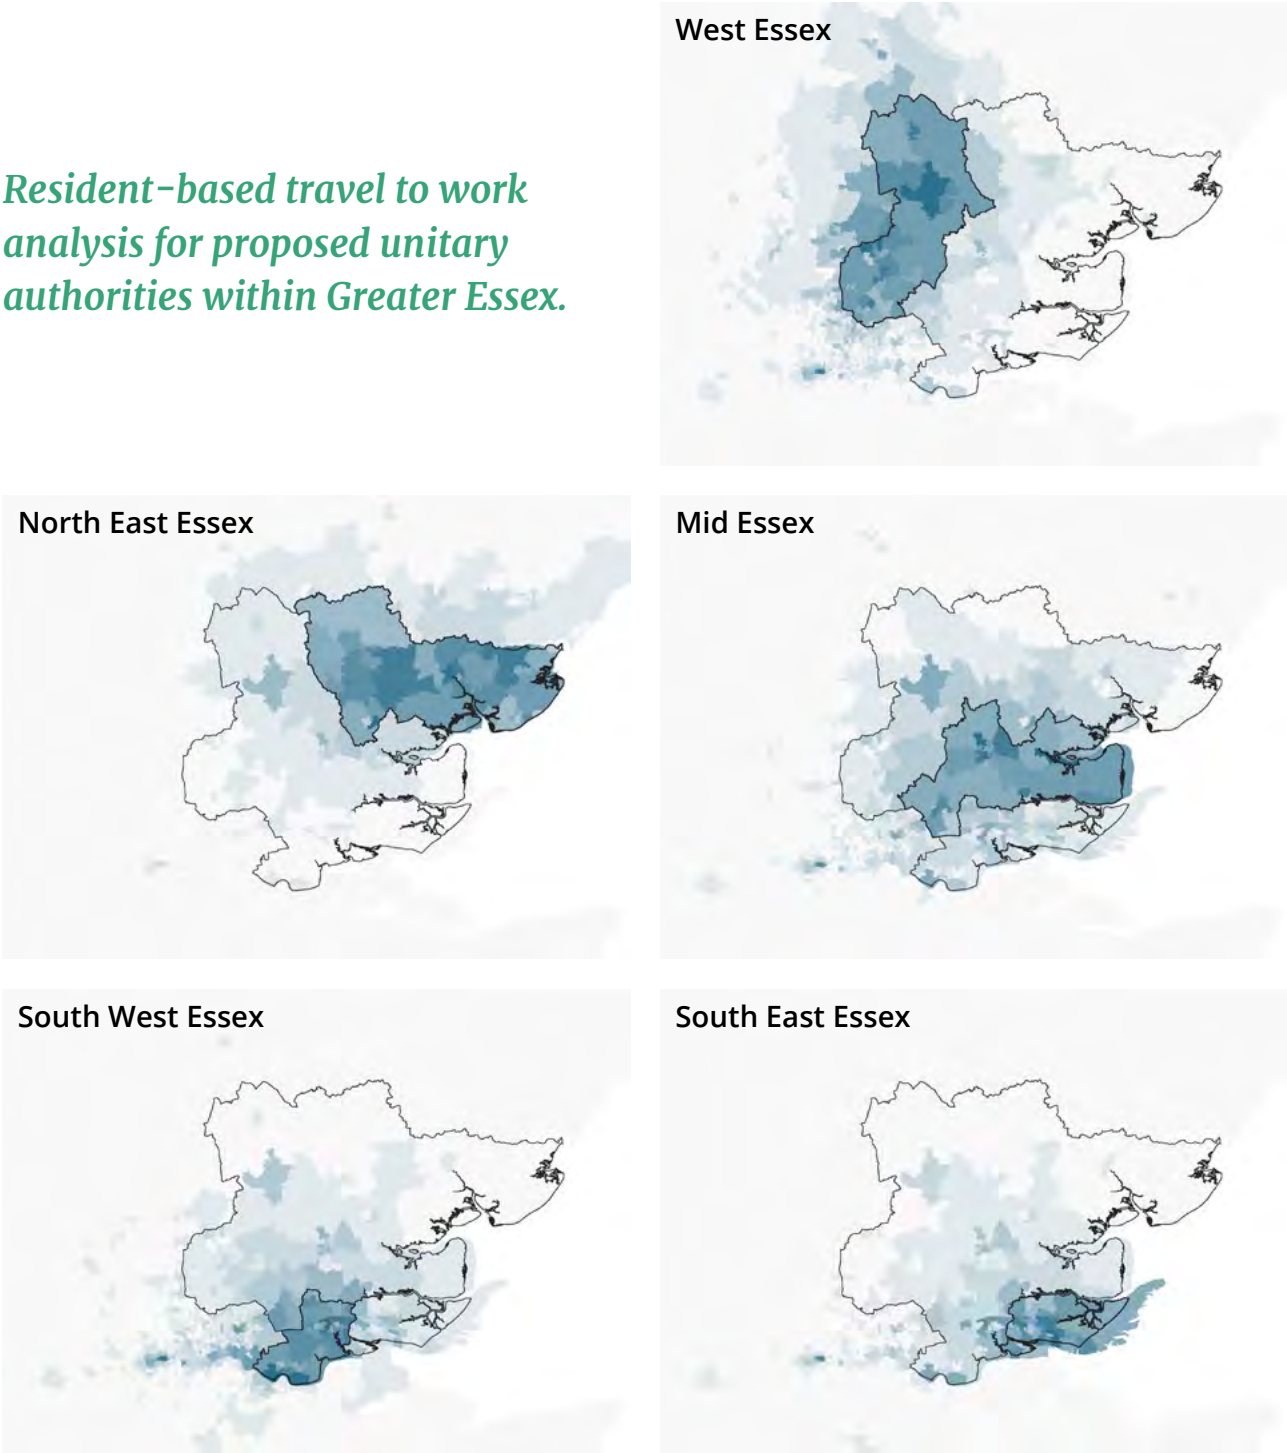 West Essex
Resident-based travel to work
analysis for proposed unitary
authorities within Greater Essex.
North East Essex
Mid Essex
South West Essex
South East Essex